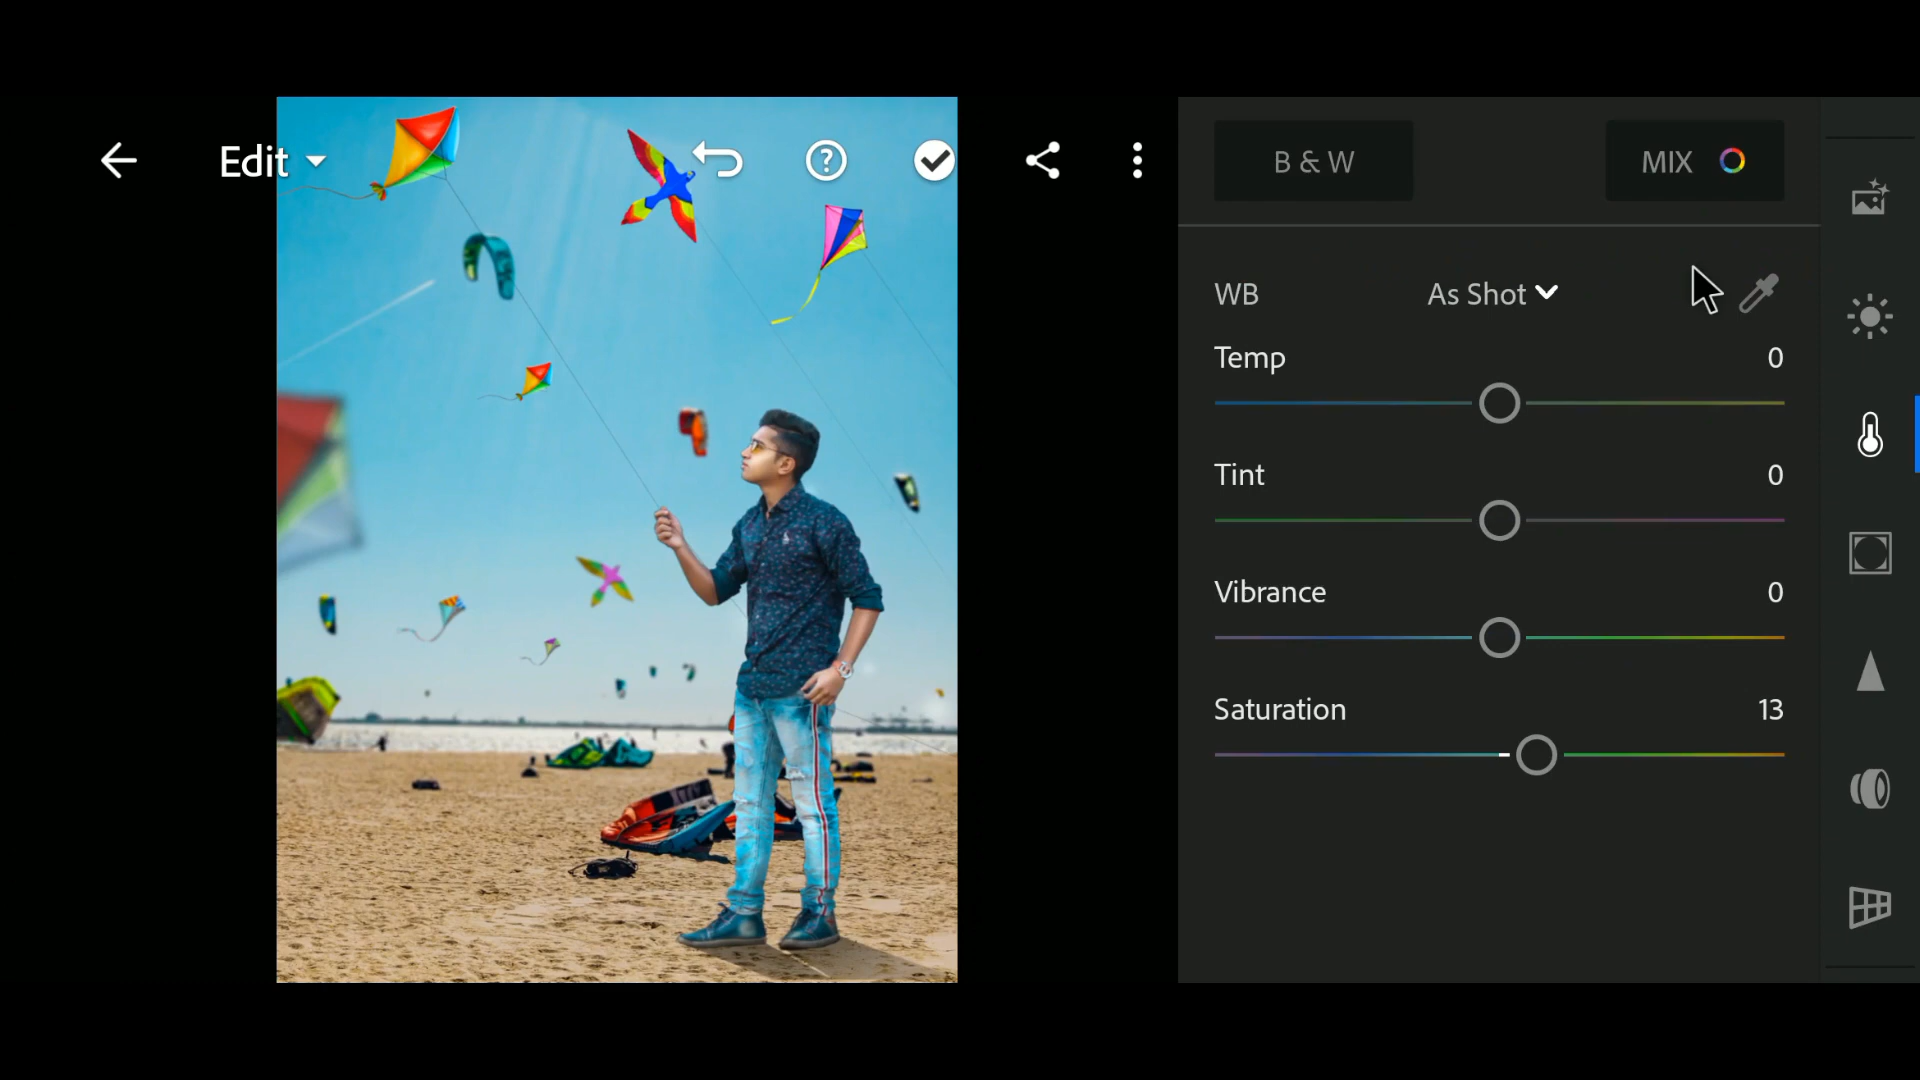 Edit
B & W
MIX
WB
As Shot
Temp
0
Tint
0
Vibrance
0
Saturation
13